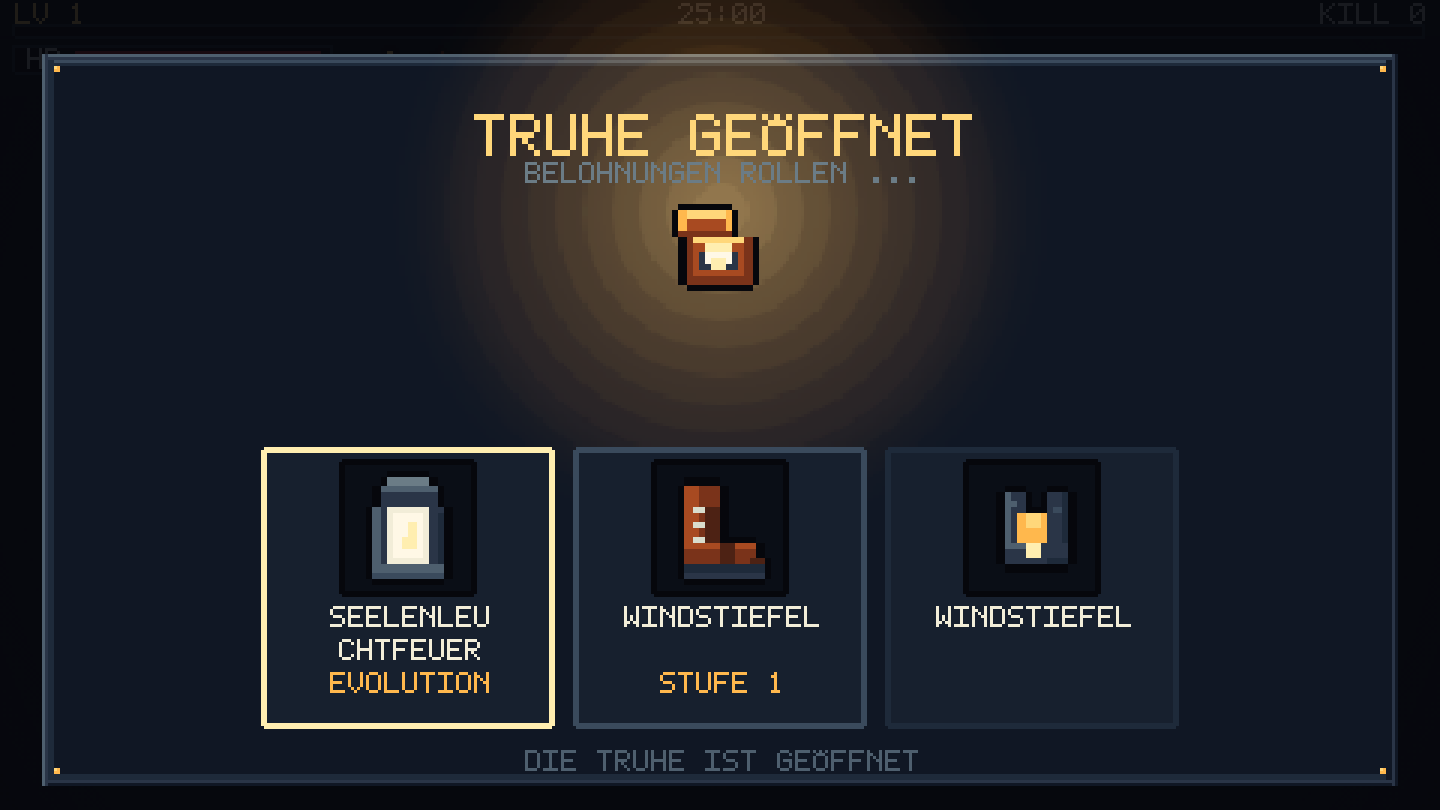 LV 1 25:00 KILL 0
HP
TRUHE GEÖFFNET
BELOHNUNGEN ROLLEN ...
SEELENLEU
CHTFEUER
EVOLUTION
WINDSTIEFEL
STUFE 1
WINDSTIEFEL
DIE TRUHE IST GEÖFFNET